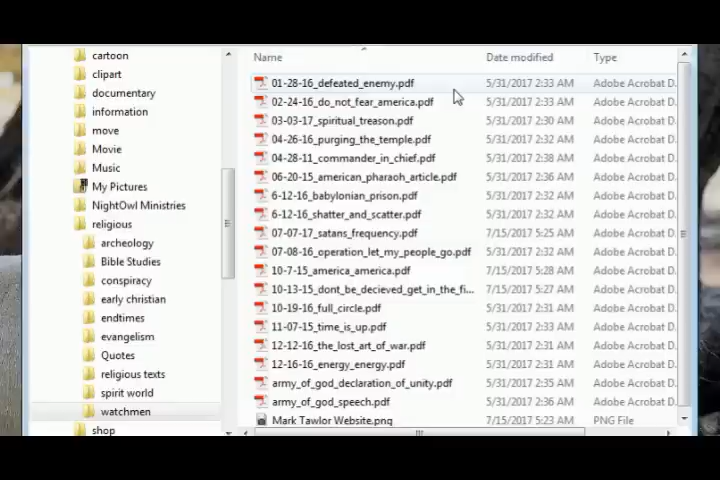 cartoon
clipart
documentary
information
move
Movie
Music
My Pictures
NightOwl Ministries
religious
archeology
Bible Studies
conspiracy
early christian
endtimes
evangelism
Quotes
religious texts
spirit world
watchmen
shop
Name Date modified Type
01-28-16_defeated_enemy.pdf 5/31/2017 2:33 AM Adobe Acrobat D...
02-24-16_do_not_fear_america.pdf 5/31/2017 2:33 AM Adobe Acrobat D...
03-03-17_spiritual_treason.pdf 5/31/2017 2:30 AM Adobe Acrobat D...
04-26-16_purging_the_temple.pdf 5/31/2017 2:32 AM Adobe Acrobat D...
04-28-11_commander_in_chief.pdf 5/31/2017 2:38 AM Adobe Acrobat D...
06-20-15_american_pharaoh_article.pdf 5/31/2017 2:36 AM Adobe Acrobat D...
6-12-16_babylonian_prison.pdf 5/31/2017 2:32 AM Adobe Acrobat D...
6-12-16_shatter_and_scatter.pdf 5/31/2017 2:32 AM Adobe Acrobat D...
07-07-17_satans_frequency.pdf 7/15/2017 5:25 AM Adobe Acrobat D...
07-08-16_operation_let_my_people_go.pdf 5/31/2017 2:32 AM Adobe Acrobat D...
10-7-15_america_america.pdf 7/15/2017 5:28 AM Adobe Acrobat D...
10-13-15_dont_be_decieved_get_in_the_fi... 7/15/2017 5:27 AM Adobe Acrobat D...
10-19-16_full_circle.pdf 5/31/2017 2:31 AM Adobe Acrobat D...
11-07-15_time_is_up.pdf 5/31/2017 2:33 AM Adobe Acrobat D...
12-12-16_the_lost_art_of_war.pdf 5/31/2017 2:31 AM Adobe Acrobat D...
12-16-16_energy_energy.pdf 5/31/2017 2:31 AM Adobe Acrobat D...
army_of_god_declaration_of_unity.pdf 5/31/2017 2:35 AM Adobe Acrobat D...
army_of_god_speech.pdf 5/31/2017 2:36 AM Adobe Acrobat D...
Mark Tawlor Website.png 7/15/2017 5:23 AM PNG File